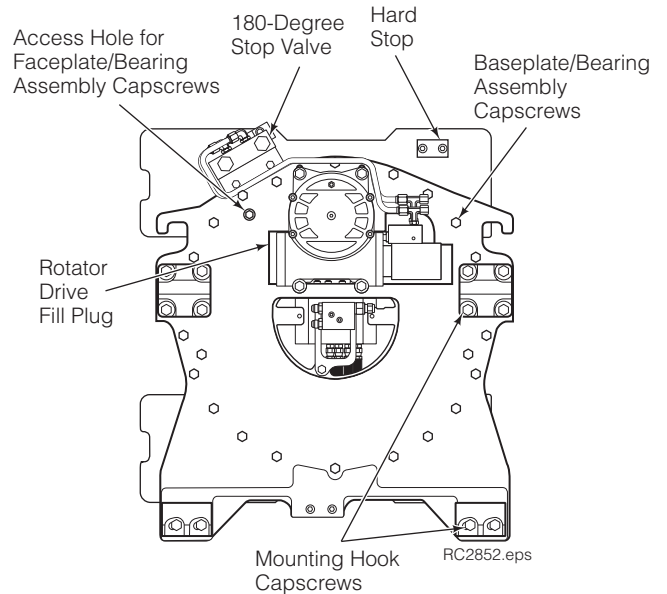 Access Hole for
Faceplate/Bearing
Assembly Capscrews
180-Degree
Stop Valve
Hard
Stop
Baseplate/Bearing
Assembly
Capscrews
Rotator
Drive
Fill Plug
Mounting Hook
Capscrews
RC2852.eps